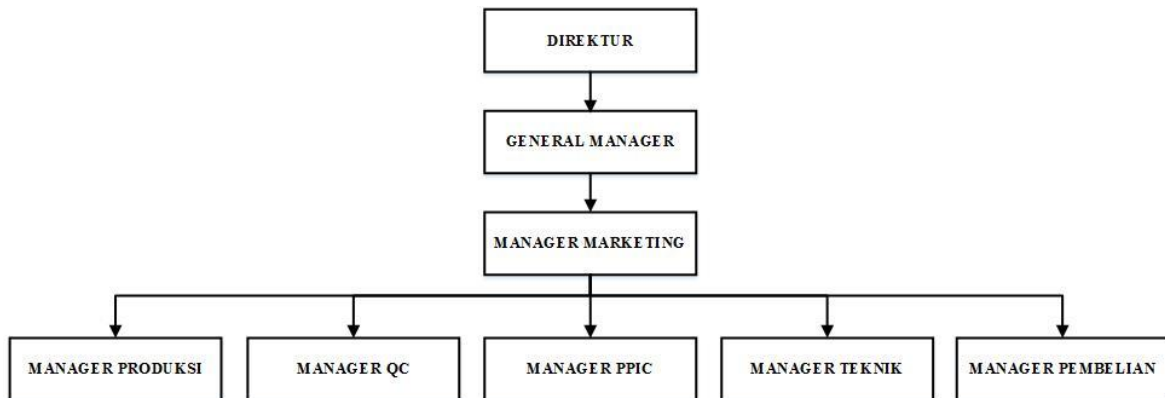 DIREKTUR
GENERAL MANAGER
MANAGER MARKETING
MANAGER PRODUKSI
MANAGER QC
MANAGER PPIC
MANAGER TEKNIK
MANAGER PEMBELIAN